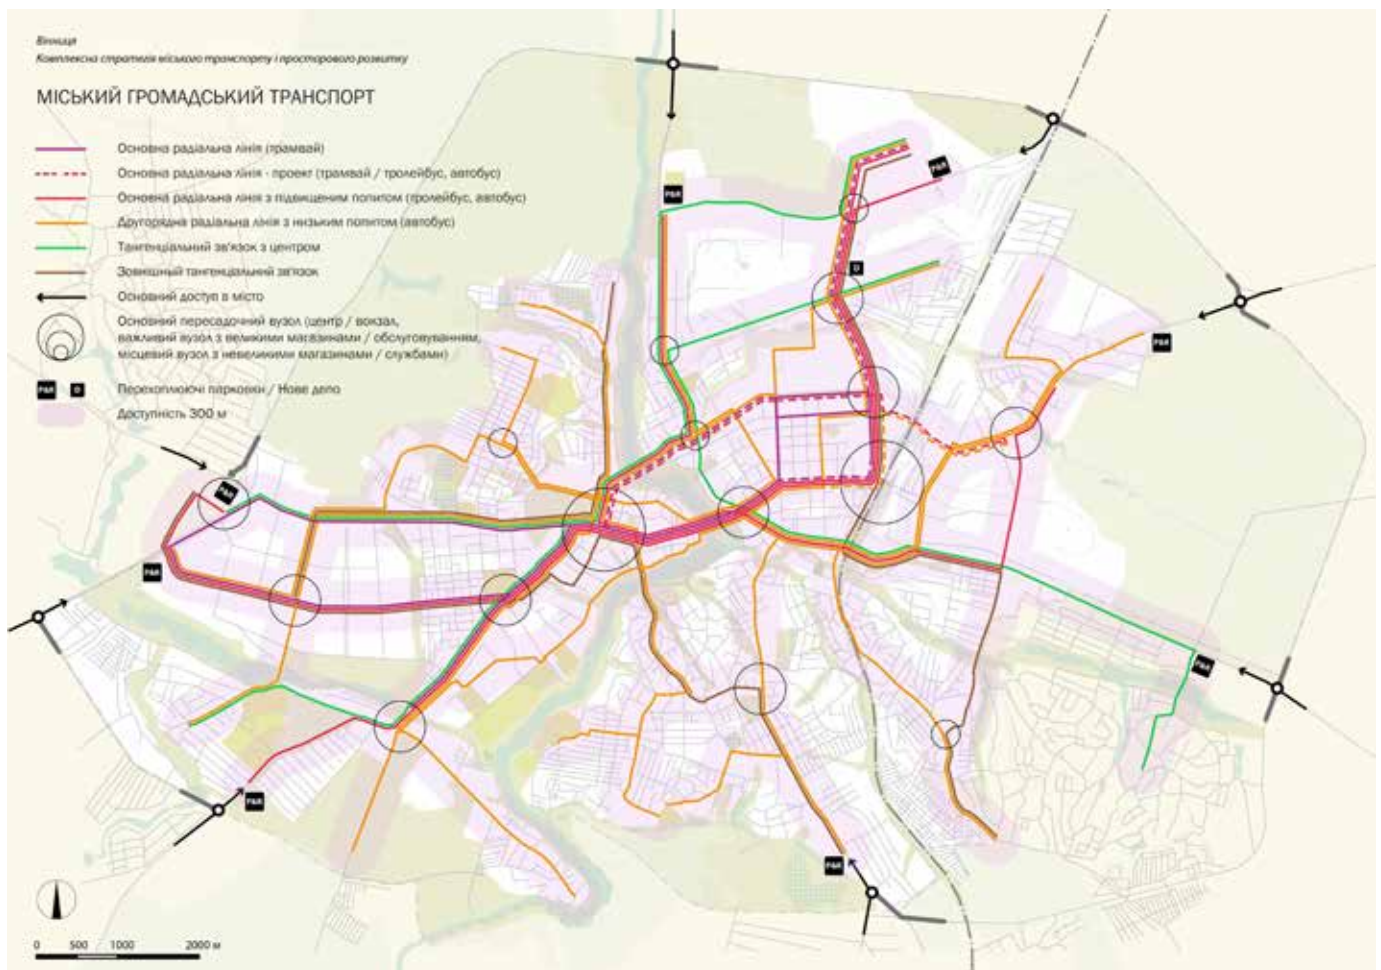 Вінниця
Комплексна стратегія міського транспорту і просторового розвитку
МІСЬКИЙ ГРОМАДСЬКИЙ ТРАНСПОРТ
Основна радіальна лінія (трамвай)
Основна радіальна лінія - проект (трамвай / тролейбус, автобус)
Основна радіальна лінія з підвищеним попитом (тролейбус, автобус)
Другорядна радіальна лінія з низьким попитом (автобус)
Тангенціальний зв'язок з центром
Зовнішный тангенціальний зв'язок
Основний доступ в місто
Основний пересадочний вузол (центр / вокзал,
важливий вузол з великими магазинами / обслуговуванням,
місцевий вузол з невеликими магазинами / службами)
P&R D Перехоплюючі парковки / Нове депо
Доступність 300 м
P&R
P&R
D
P&R
P&R
P&R
P&R
P&R
P&R
0 500 1000 2000 м